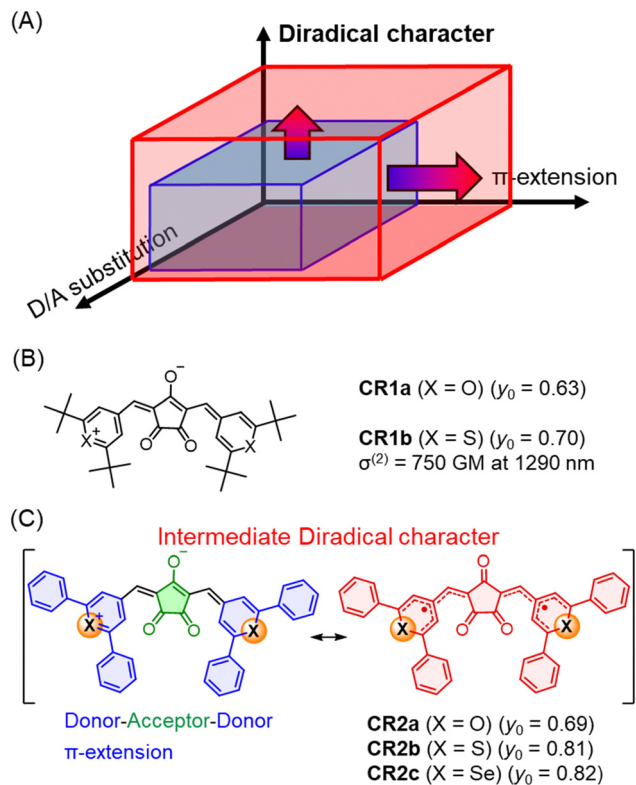 (A)
Diradical character
π-extension
D/A substitution
(B)
O⁻
X⁺
O
O
X
CR1a (X = O) (y₀ = 0.63)
CR1b (X = S) (y₀ = 0.70)
σ⁽²⁾ = 750 GM at 1290 nm
(C)
Intermediate Diradical character
O⁻
X⁺
O
O
X
O
X
O
O
X
Donor-Acceptor-Donor
π-extension
CR2a (X = O) (y₀ = 0.69)
CR2b (X = S) (y₀ = 0.81)
CR2c (X = Se) (y₀ = 0.82)